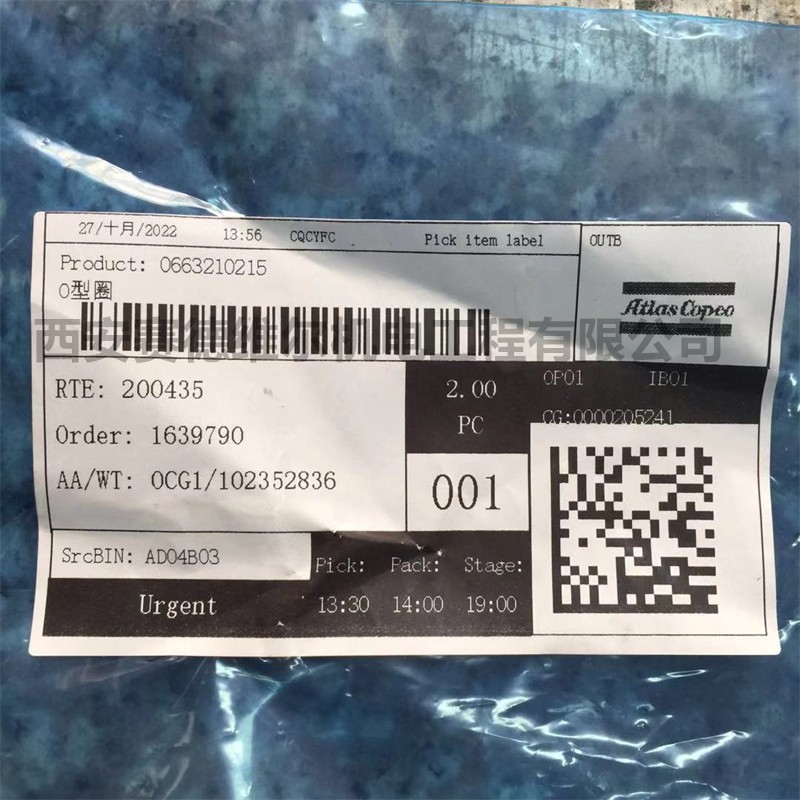 27/十月/2022 13:56 CQCYFC Pick item label
OUTB
Product: 0663210215
O型圈
Atlas Copco
西安赛德维尔机电工程有限公司
RTE: 200435
2.00
PC
OP01 IB01
CG:0000205241
Order: 1639790
AA/WT: OCG1/102352836
001
SrcBIN: AD04B03
Pick: Pack: Stage:
Urgent
13:30 14:00 19:00